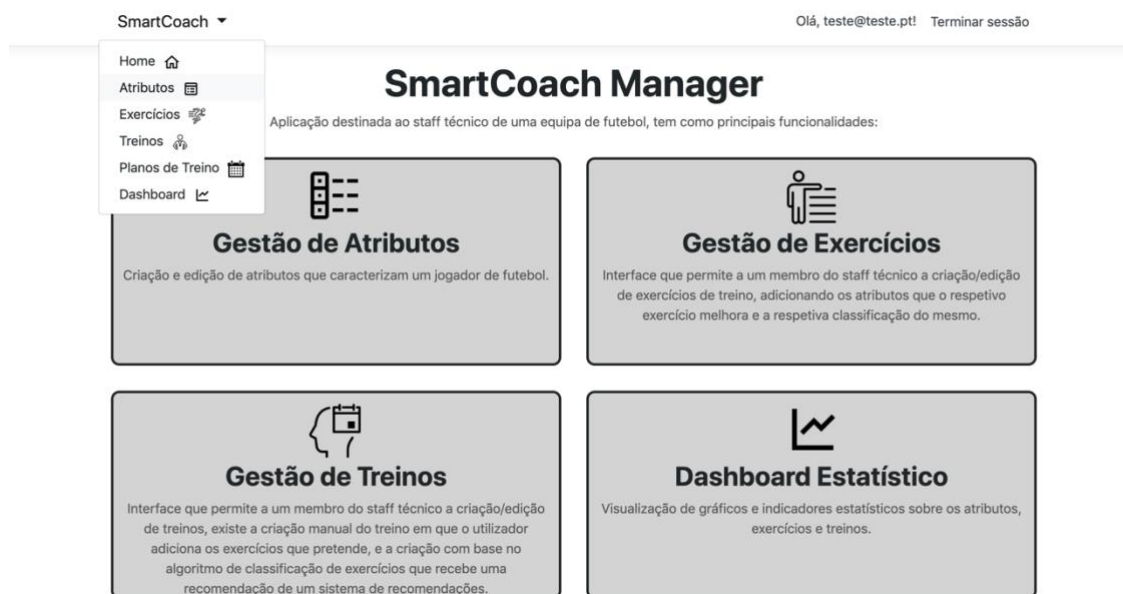 SmartCoach
Olá, teste@teste.pt! Terminar sessão
Home
Atributos
Exercícios
Treinos
Planos de Treino
Dashboard
SmartCoach Manager
Aplicação destinada ao staff técnico de uma equipa de futebol, tem como principais funcionalidades:
Gestão de Atributos
Criação e edição de atributos que caracterizam um jogador de futebol.
Gestão de Exercícios
Interface que permite a um membro do staff técnico a criação/edição
de exercícios de treino, adicionando os atributos que o respetivo
exercício melhora e a respetiva classificação do mesmo.
Gestão de Treinos
Interface que permite a um membro do staff técnico a criação/edição
de treinos, existe a criação manual do treino em que o utilizador
adiciona os exercícios que pretende, e a criação com base no
algoritmo de classificação de exercícios que recebe uma
recomendação de um sistema de recomendações.
Dashboard Estatístico
Visualização de gráficos e indicadores estatísticos sobre os atributos,
exercícios e treinos.